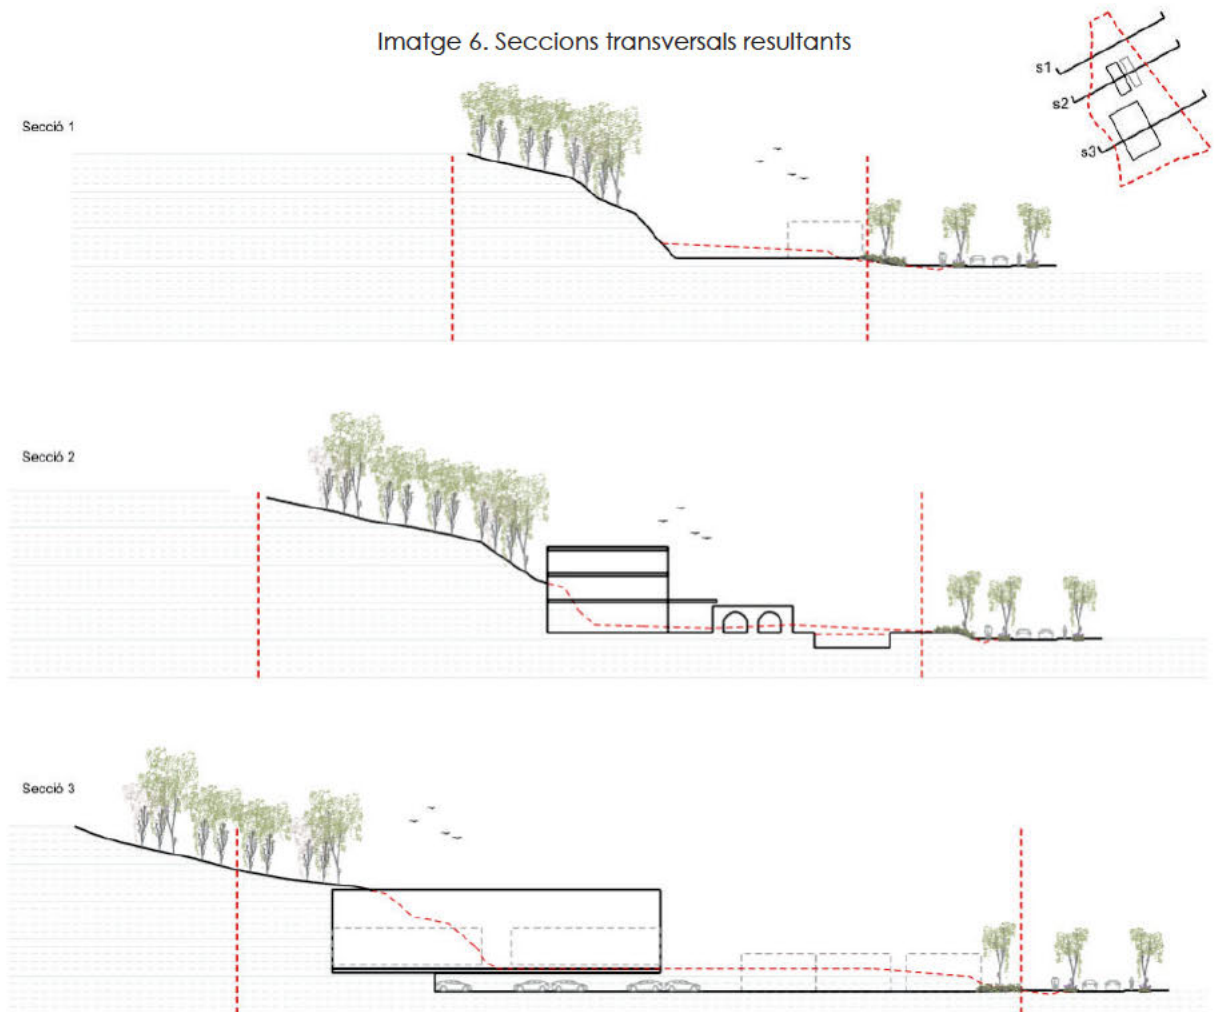 Imatge 6. Seccions transversals resultants
s1
s2
s3
Secció 1
Secció 2
Secció 3